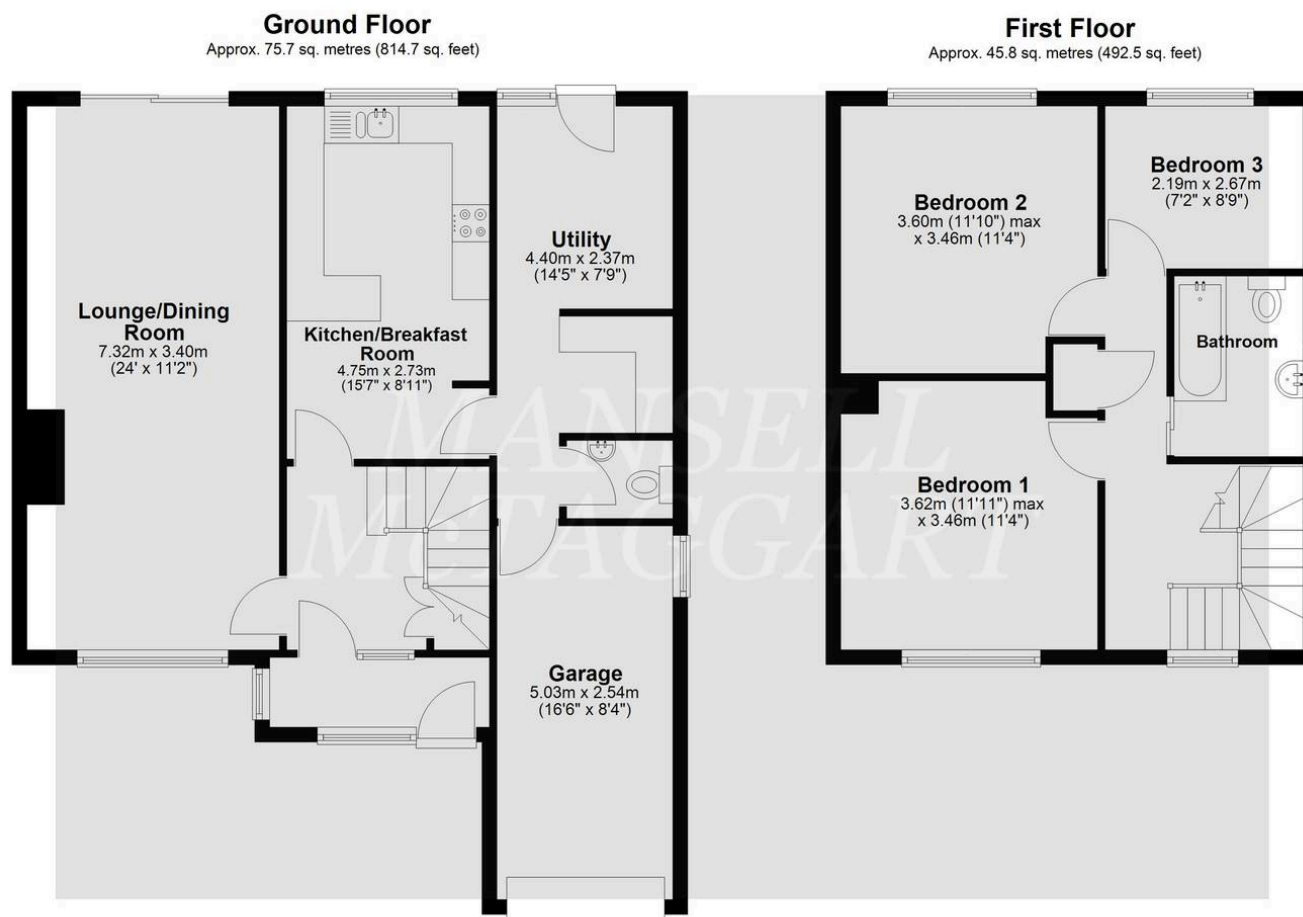 Ground Floor
Approx. 75.7 sq. metres (814.7 sq. feet)
First Floor
Approx. 45.8 sq. metres (492.5 sq. feet)
Lounge/Dining
Room
7.32m x 3.40m
(24' x 11'2")
Kitchen/Breakfast
Room
4.75m x 2.73m
(15'7" x 8'11")
Utility
4.40m x 2.37m
(14'5" x 7'9")
Garage
5.03m x 2.54m
(16'6" x 8'4")
Bedroom 2
3.60m (11'10") max
x 3.46m (11'4")
Bedroom 3
2.19m x 2.67m
(7'2" x 8'9")
Bathroom
Bedroom 1
3.62m (11'11") max
x 3.46m (11'4")
MANSELL
McTAGGART